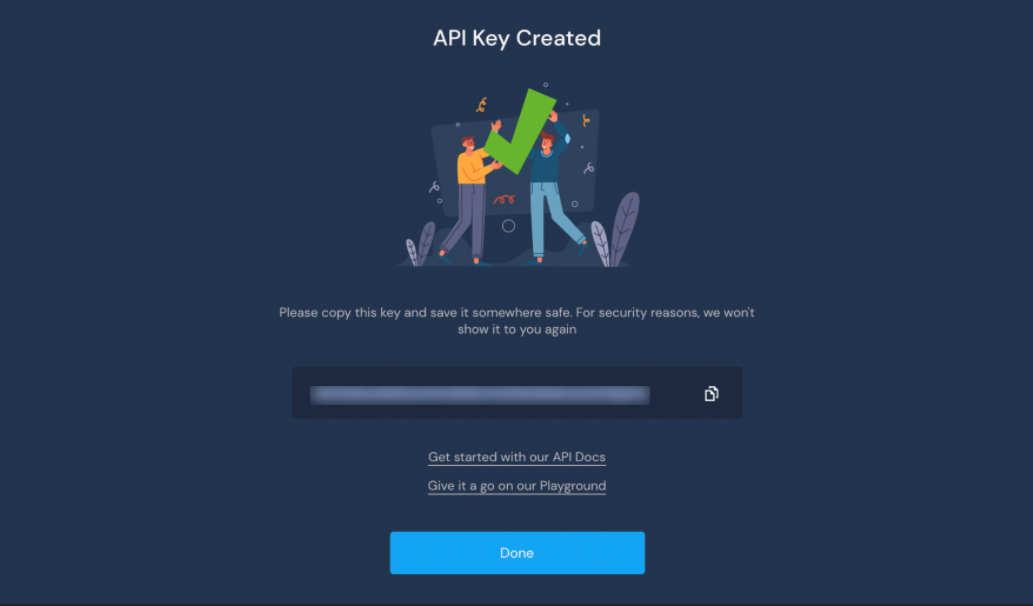 API Key Created
Please copy this key and save it somewhere safe. For security reasons, we won't
show it to you again
Get started with our API Docs
Give it a go on our Playground
Done